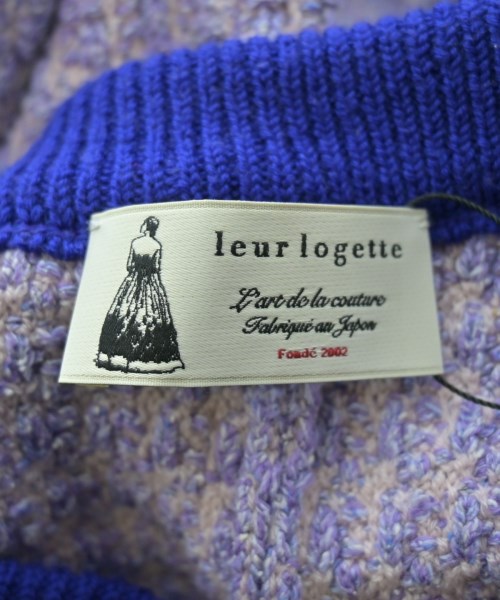 leur logette
L'art de la couture
Fabriqué au Japon
Fondé 2002